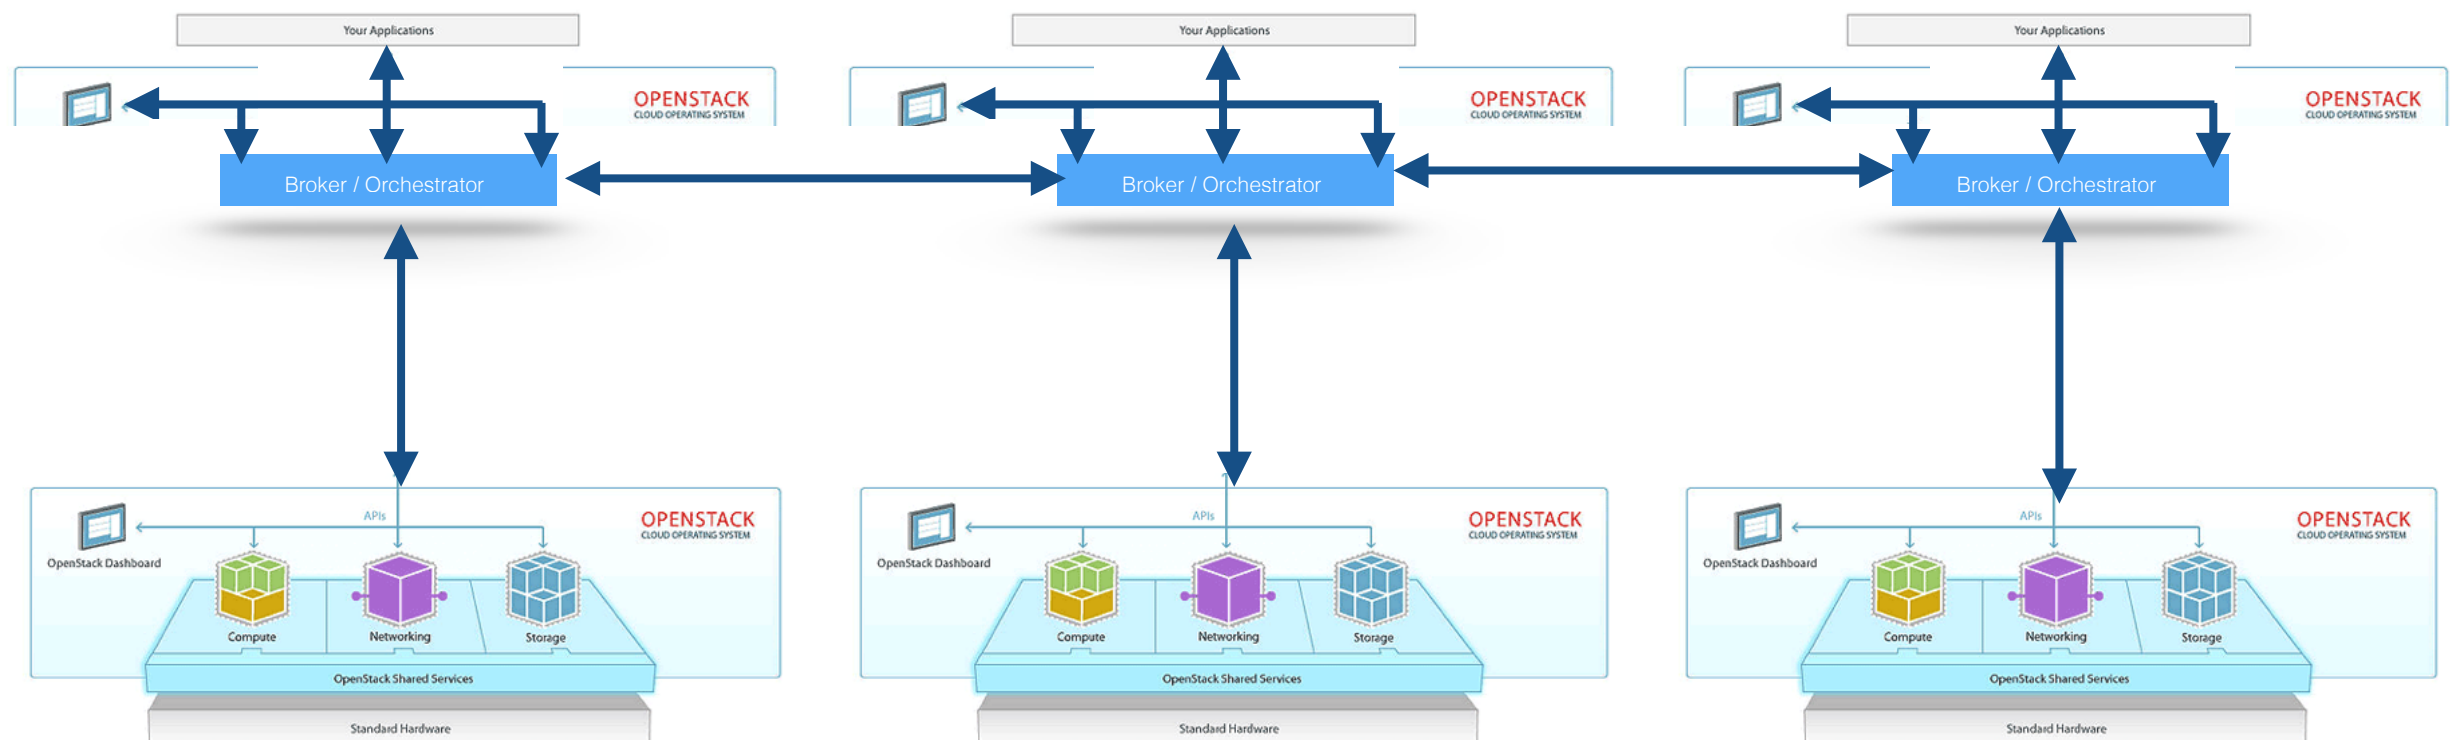 Your Applications
Your Applications
Your Applications
OPENSTACK
CLOUD OPERATING SYSTEM
OPENSTACK
CLOUD OPERATING SYSTEM
OPENSTACK
CLOUD OPERATING SYSTEM
Broker / Orchestrator
Broker / Orchestrator
Broker / Orchestrator
APIs
OPENSTACK
CLOUD OPERATING SYSTEM
OpenStack Dashboard
Compute
Networking
Storage
OpenStack Shared Services
Standard Hardware
APIs
OPENSTACK
CLOUD OPERATING SYSTEM
OpenStack Dashboard
Compute
Networking
Storage
OpenStack Shared Services
Standard Hardware
APIs
OPENSTACK
CLOUD OPERATING SYSTEM
OpenStack Dashboard
Compute
Networking
Storage
OpenStack Shared Services
Standard Hardware